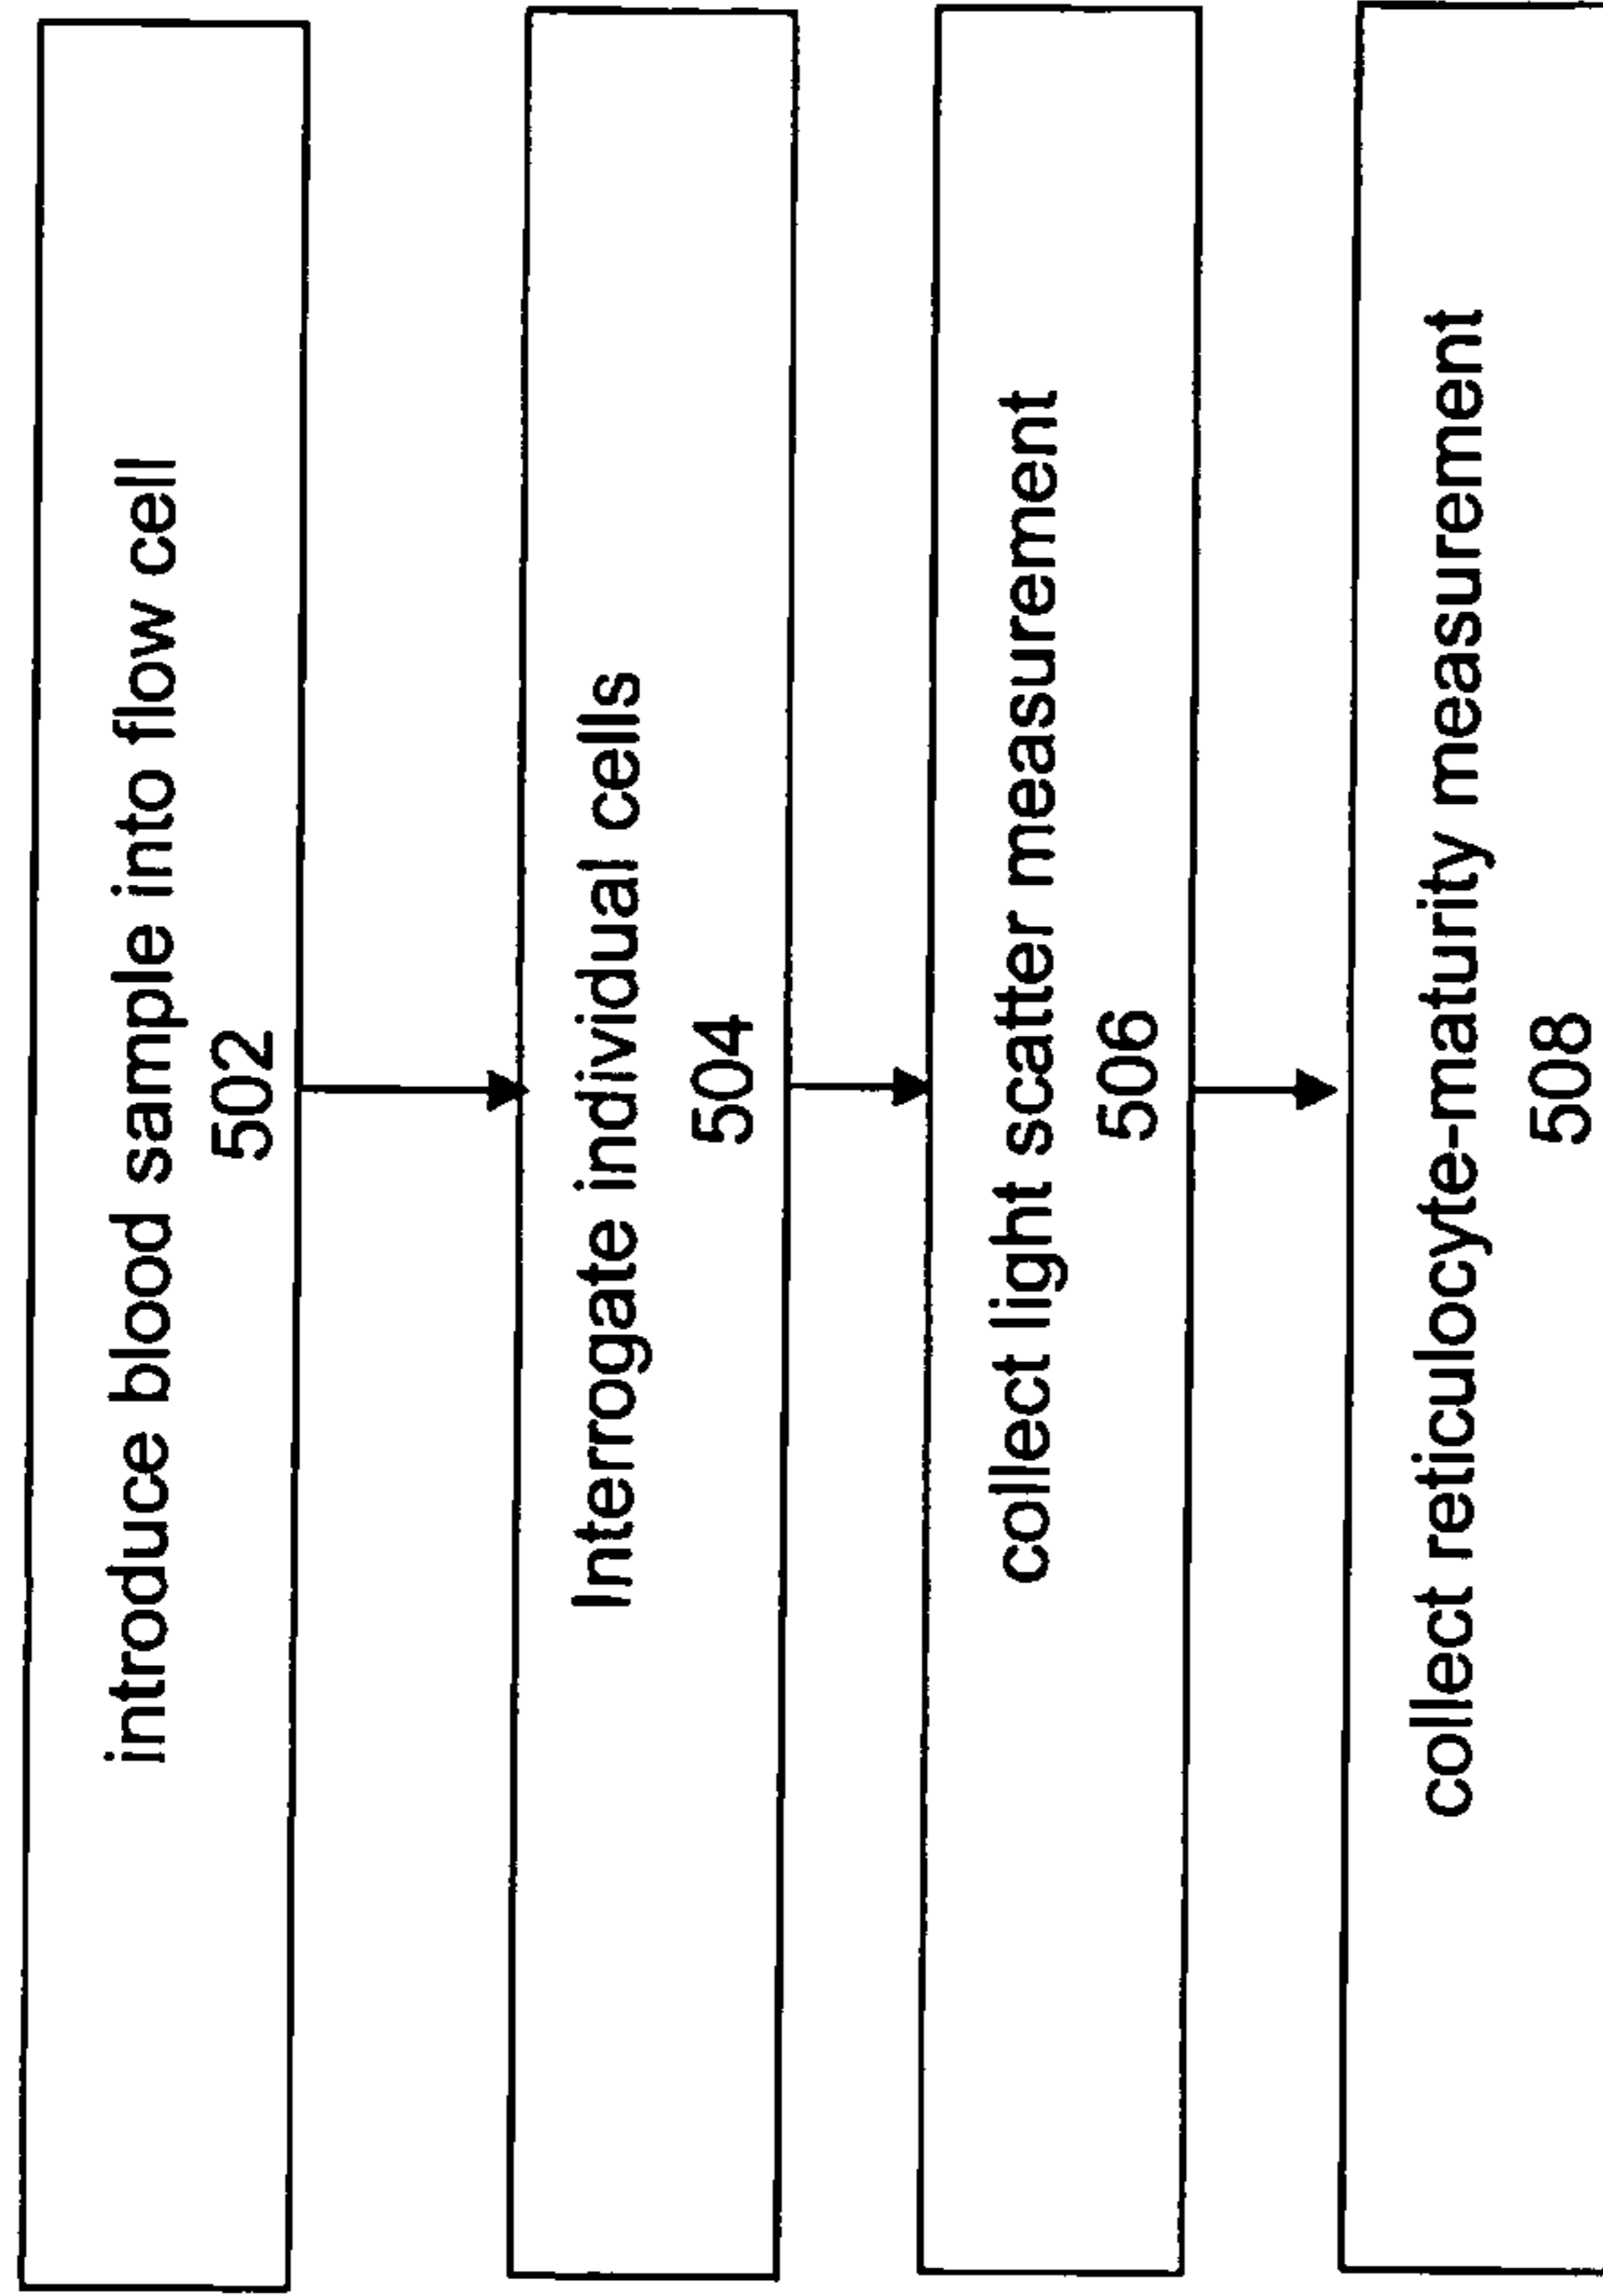 introduce blood sample into flow cell
502
Interrogate individual cells
504
collect light scatter measurement
506
collect reticulocyte-maturity measurement
508